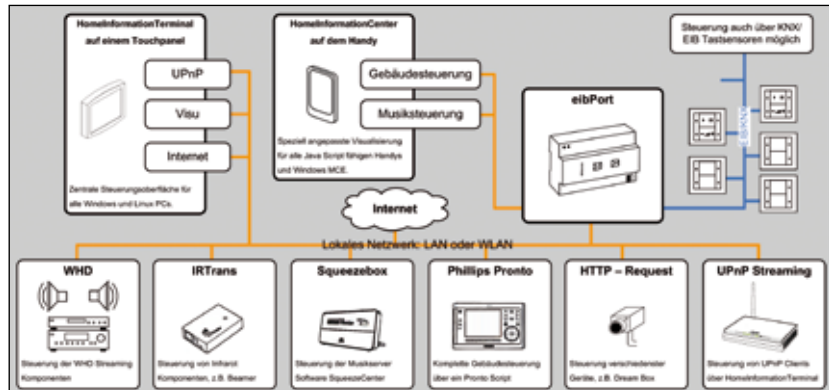 HomeInformationTerminal
auf einem Touchpanel
UPnP
Visu
Internet
Zentrale Steuerungsoberfläche für
alle Windows und Linux PCs.
HomeInformationCenter
auf dem Handy
Gebäudesteuerung
Musiksteuerung
Speziell angepasste Visualisierung
für alle Java Script fähigen Handys
und Windows MCE.
eibPort
Steuerung auch über KNX/
EIB Tastsensoren möglich
EIB/KNX
Internet
Lokales Netzwerk: LAN oder WLAN
WHD
Steuerung der WHD Streaming
Komponenten
IRTrans
Steuerung von Infrarot
Komponenten, z.B. Beamer
Squeezebox
Steuerung der Musikserver
Software SqueezeCenter
Phillips Pronto
Komplette Gebäudesteuerung
über ein Pronto Script
HTTP – Request
Steuerung verschiedenster
Geräte, z.B. Dream Box
UPnP Streaming
Steuerung von UPnP Clients
über HomeInformationTerminal